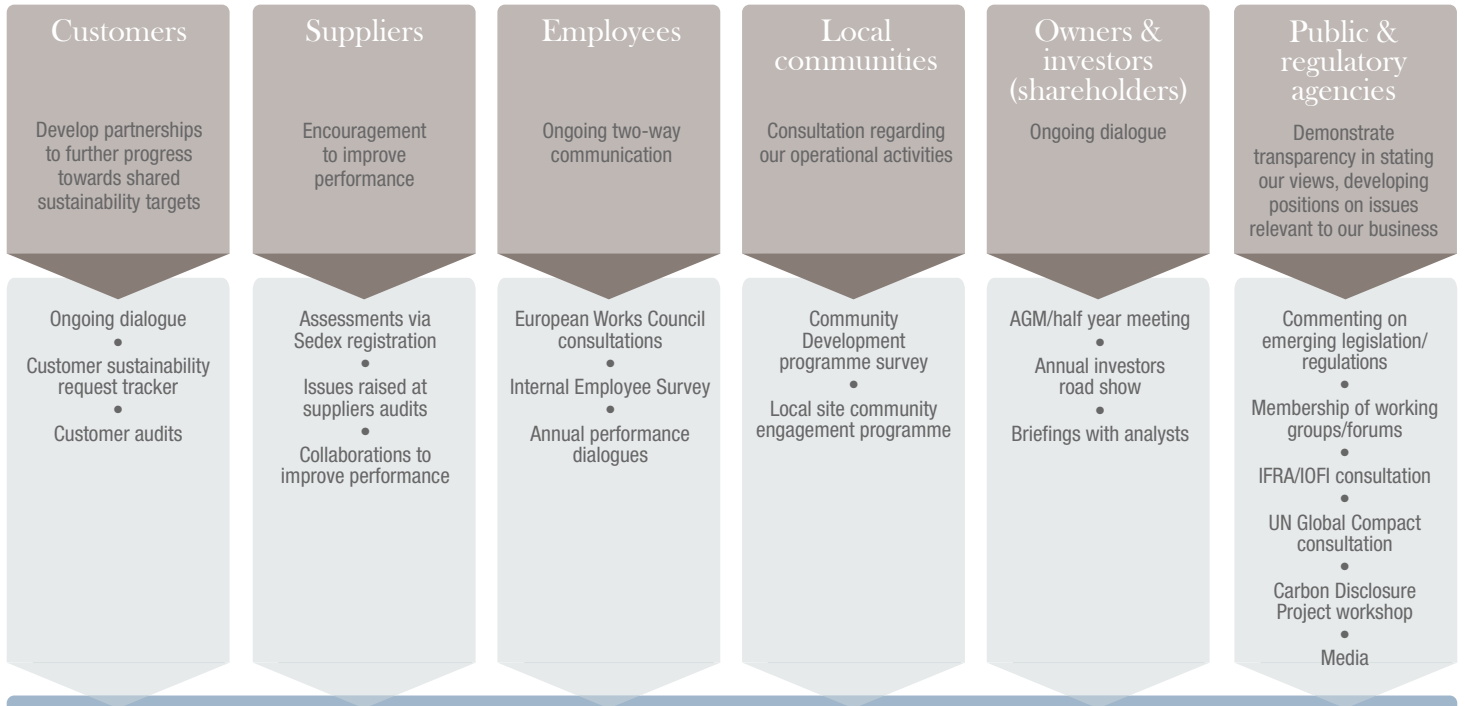 Customers
Develop partnerships
to further progress
towards shared
sustainability targets
Ongoing dialogue
•
Customer sustainability
request tracker
•
Customer audits
Suppliers
Encouragement
to improve
performance
Assessments via
Sedex registration
•
Issues raised at
suppliers audits
•
Collaborations to
improve performance
Employees
Ongoing two-way
communication
European Works Council
consultations
•
Internal Employee Survey
•
Annual performance
dialogues
Local
communities
Consultation regarding
our operational activities
Community
Development
programme survey
•
Local site community
engagement programme
Owners &
investors
(shareholders)
Ongoing dialogue
AGM/half year meeting
•
Annual investors
road show
•
Briefings with analysts
Public &
regulatory
agencies
Demonstrate
transparency in stating
our views, developing
positions on issues
relevant to our business
Commenting on
emerging legislation/
regulations
•
Membership of working
groups/forums
•
IFRA/IOFI consultation
•
UN Global Compact
consultation
•
Carbon Disclosure
Project workshop
•
Media